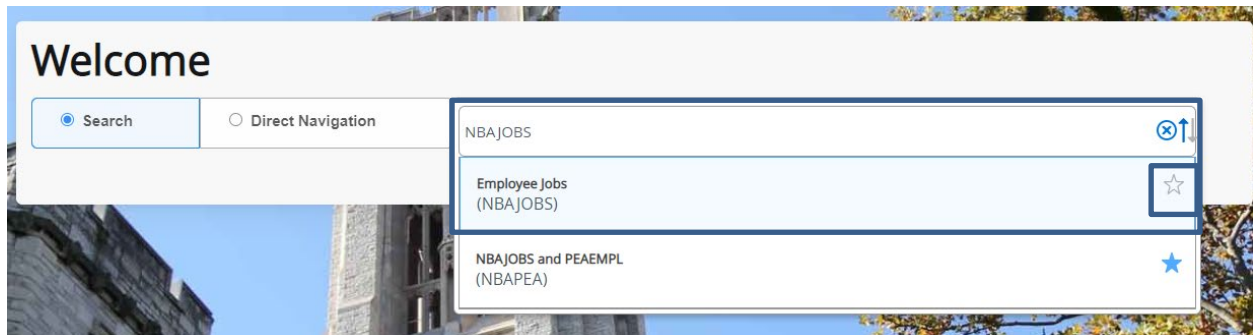 Welcome
Search
Direct Navigation
NBAJOBS
Employee Jobs
(NBAJOBS)
NBAJOBS and PEAEMPL
(NBAPEA)